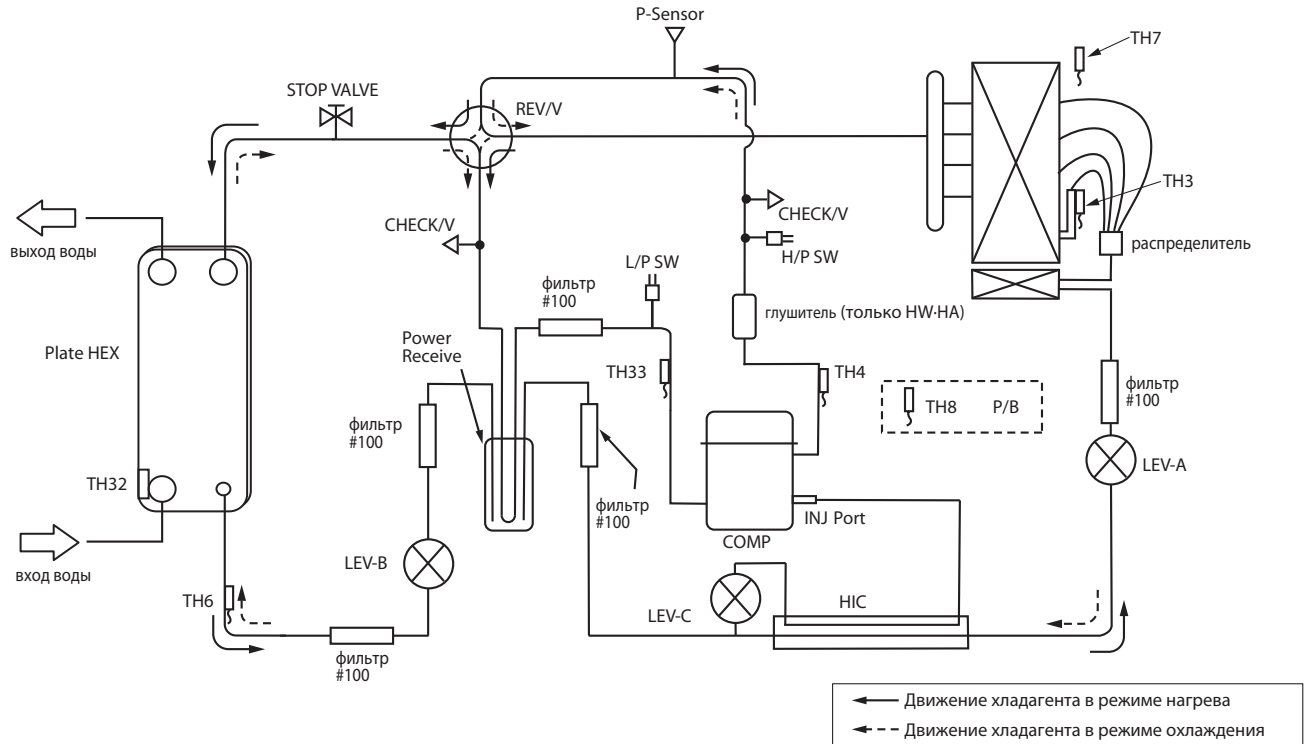 P-Sensor
TH7
STOP VALVE
REV/V
TH3
CHECK/V
выход воды
CHECK/V
распределитель
H/P SW
L/P SW
фильтр
#100
глушитель (только HW·HA)
Power
Receive
Plate HEX
TH33
TH4
фильтр
#100
TH8 P/B
фильтр
#100
LEV-A
TH32
фильтр
#100
INJ Port
COMP
LEV-B
вход воды
TH6
LEV-C
HIC
фильтр
#100
Движение хладагента в режиме нагрева
Движение хладагента в режиме охлаждения